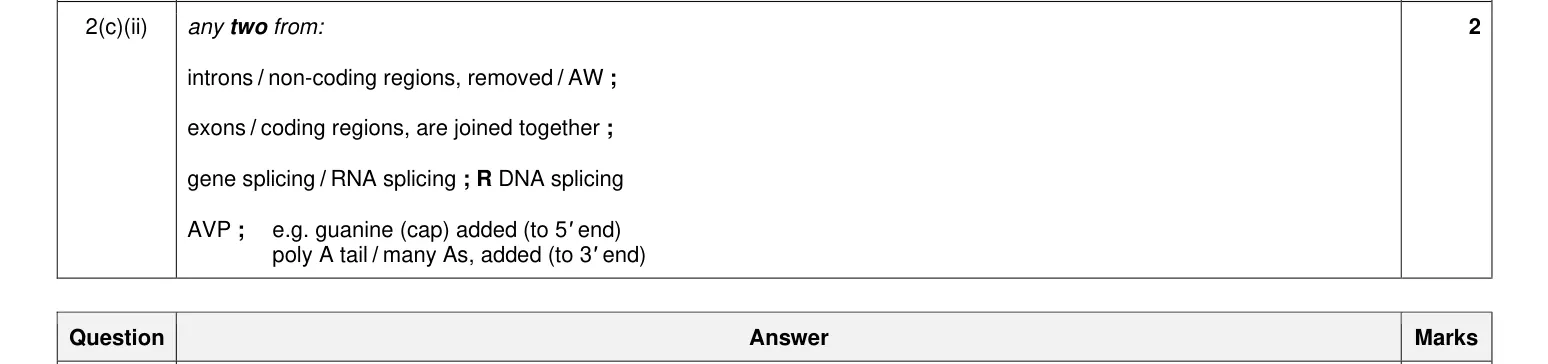 2(c)(ii) any two from: 2
introns / non-coding regions, removed / AW ;
exons / coding regions, are joined together ;
gene splicing / RNA splicing ; R DNA splicing
AVP ; e.g. guanine (cap) added (to 5′ end)
poly A tail / many As, added (to 3′ end)
Question Answer Marks